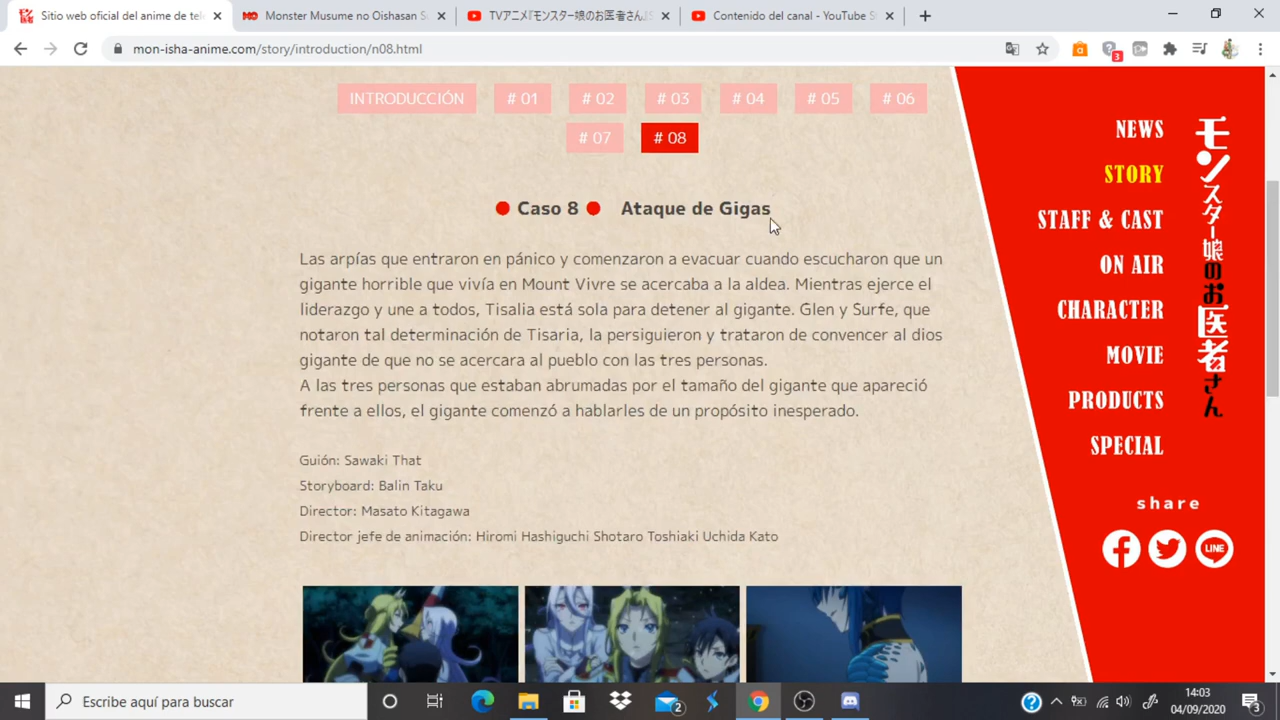 Sitio web oficial del anime de tele
Monster Musume no Oishasan S
TVアニメ『モンスター娘のお医者さん』S
Contenido del canal - YouTube S
mon-isha-anime.com/story/introduction/n08.html
3
INTRODUCCIÓN
# 01
# 02
# 03
# 04
# 05
# 06
# 07
# 08
Caso 8
Ataque de Gigas
Las arpías que entraron en pánico y comenzaron a evacuar cuando escucharon que un
gigante horrible que vivía en Mount Vivre se acercaba a la aldea. Mientras ejerce el
liderazgo y une a todos, Tisalia está sola para detener al gigante. Glen y Surfe, que
notaron tal determinación de Tisaria, la persiguieron y trataron de convencer al dios
gigante de que no se acercara al pueblo con las tres personas.
A las tres personas que estaban abrumadas por el tamaño del gigante que apareció
frente a ellos, el gigante comenzó a hablarles de un propósito inesperado.
Guión: Sawaki That
Storyboard: Balin Taku
Director: Masato Kitagawa
Director jefe de animación: Hiromi Hashiguchi Shotaro Toshiaki Uchida Kato
NEWS
STORY
STAFF & CAST
ON AIR
CHARACTER
MOVIE
PRODUCTS
SPECIAL
モンスター娘のお医者さん
share
LINE
Escribe aquí para buscar
2
14:03
04/09/2020
3